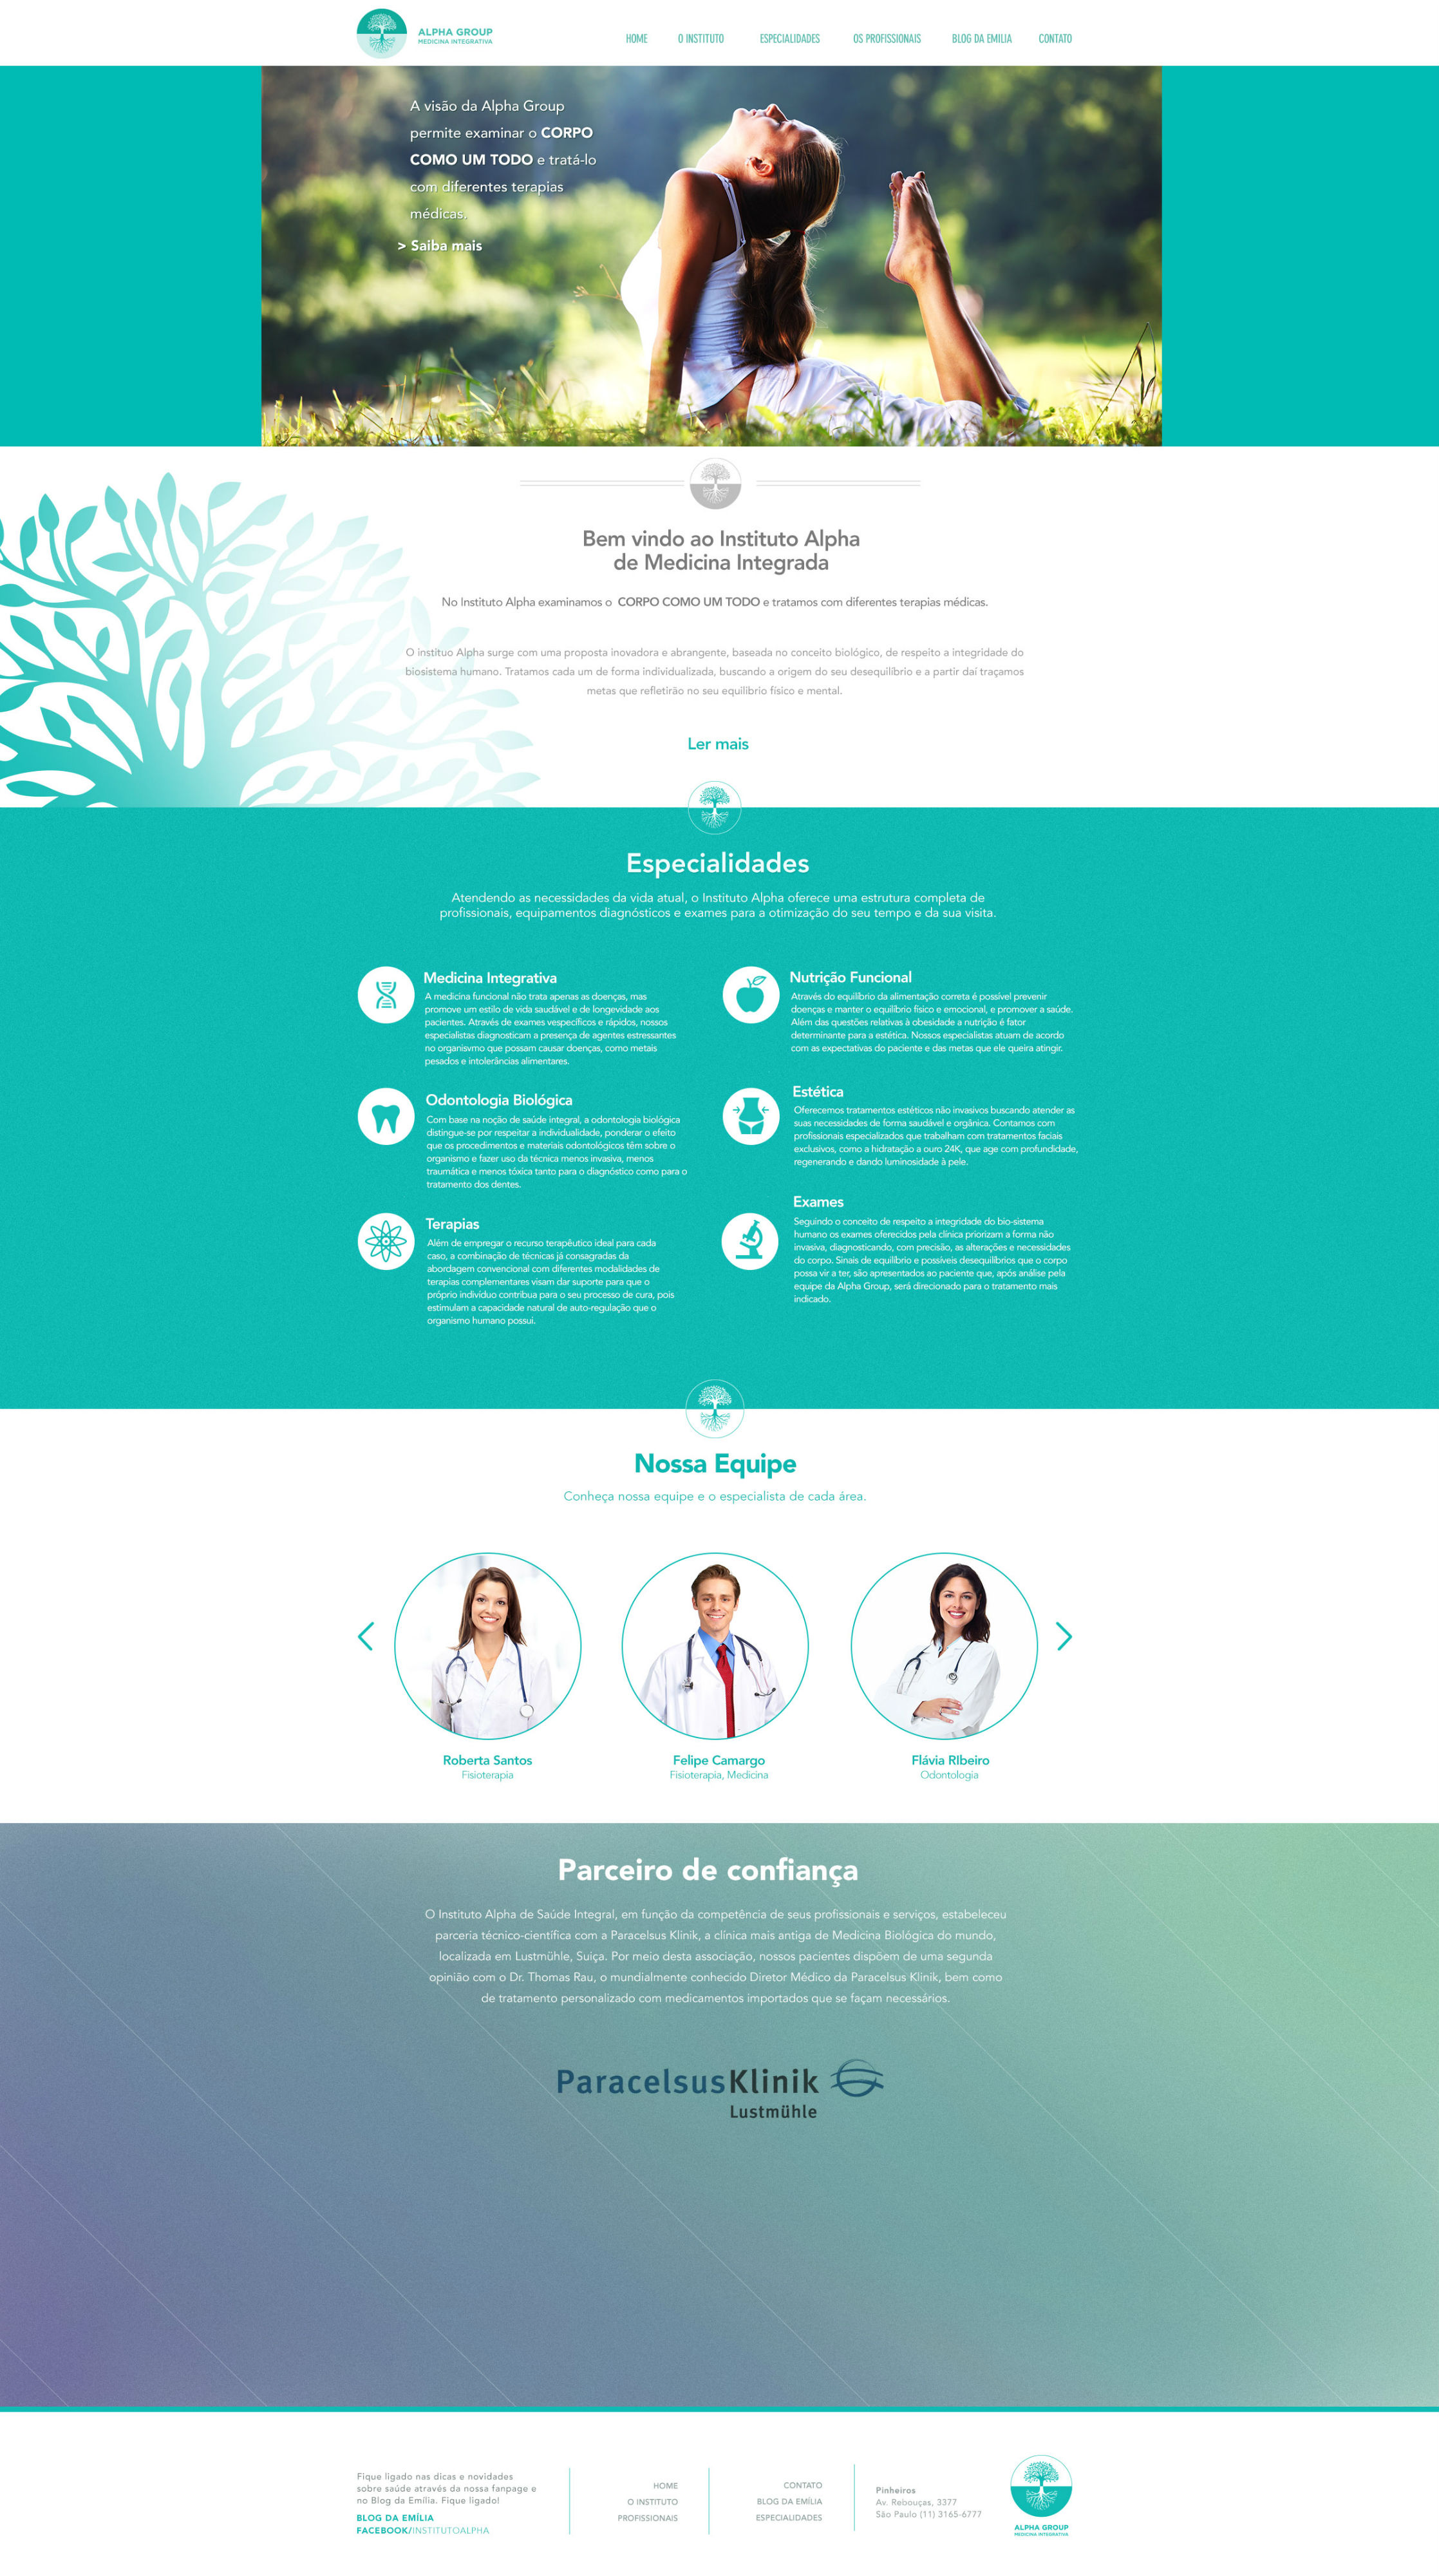 ALPHA GROUP
MEDICINA INTEGRATIVA
HOME O INSTITUTO ESPECIALIDADES OS PROFISSIONAIS BLOG DA EMILIA CONTATO
A visão da Alpha Group
permite examinar o CORPO
COMO UM TODO e tratá-lo
com diferentes terapias
médicas.
> Saiba mais
Bem vindo ao Instituto Alpha
de Medicina Integrada
No Instituto Alpha examinamos o CORPO COMO UM TODO e tratamos com diferentes terapias médicas.
O instituo Alpha surge com uma proposta inovadora e abrangente, baseada no conceito biológico, de respeito a integridade do
biosistema humano. Tratamos cada um de forma individualizada, buscando a origem do seu desequilíbrio e a partir daí traçamos
metas que refletirão no seu equilíbrio físico e mental.
Ler mais
Especialidades
Atendendo as necessidades da vida atual, o Instituto Alpha oferece uma estrutura completa de
profissionais, equipamentos diagnósticos e exames para a otimização do seu tempo e da sua visita.
Medicina Integrativa
A medicina funcional não trata apenas as doenças, mas
promove um estilo de vida saudável e de longevidade aos
pacientes. Através de exames vespecíficos e rápidos, nossos
especialistas diagnosticam a presença de agentes estressantes
no organisvmo que possam causar doenças, como metais
pesados e intolerâncias alimentares.
Nutrição Funcional
Através do equilíbrio da alimentação correta é possível prevenir
doenças e manter o equilíbrio físico e emocional, e promover a saúde.
Além das questões relativas à obesidade a nutrição é fator
determinante para a estética. Nossos especialistas atuam de acordo
com as expectativas do paciente e das metas que ele queira atingir.
Odontologia Biológica
Com base na noção de saúde integral, a odontologia biológica
distingue-se por respeitar a individualidade, ponderar o efeito
que os procedimentos e materiais odontológicos têm sobre o
organismo e fazer uso da técnica menos invasiva, menos
traumática e menos tóxica tanto para o diagnóstico como para o
tratamento dos dentes.
Estética
Oferecemos tratamentos estéticos não invasivos buscando atender as
suas necessidades de forma saudável e orgânica. Contamos com
profissionais especializados que trabalham com tratamentos faciais
exclusivos, como a hidratação a ouro 24K, que age com profundidade,
regenerando e dando luminosidade à pele.
Terapias
Além de empregar o recurso terapêutico ideal para cada
caso, a combinação de técnicas já consagradas da
abordagem convencional com diferentes modalidades de
terapias complementares visam dar suporte para que o
próprio indivíduo contribua para o seu processo de cura, pois
estimulam a capacidade natural de auto-regulação que o
organismo humano possui.
Exames
Seguindo o conceito de respeito a integridade do bio-sistema
humano os exames oferecidos pela clínica priorizam a forma não
invasiva, diagnosticando, com precisão, as alterações e necessidades
do corpo. Sinais de equilíbrio e possíveis desequilíbrios que o corpo
possa vir a ter, são apresentados ao paciente que, após análise pela
equipe da Alpha Group, será direcionado para o tratamento mais
indicado.
Nossa Equipe
Conheça nossa equipe e o especialista de cada área.
Roberta Santos
Fisioterapia
Felipe Camargo
Fisioterapia, Medicina
Flávia RIbeiro
Odontologia
Parceiro de confiança
O Instituto Alpha de Saúde Integral, em função da competência de seus profissionais e serviços, estabeleceu
parceria técnico-científica com a Paracelsus Klinik, a clínica mais antiga de Medicina Biológica do mundo,
localizada em Lustmühle, Suiça. Por meio desta associação, nossos pacientes dispõem de uma segunda
opinião com o Dr. Thomas Rau, o mundialmente conhecido Diretor Médico da Paracelsus Klinik, bem como
de tratamento personalizado com medicamentos importados que se façam necessários.
ParacelsusKlinik
Lustmühle
Fique ligado nas dicas e novidades
sobre saúde através da nossa fanpage e
no Blog da Emília. Fique ligado!
BLOG DA EMÍLIA
FACEBOOK/INSTITUTOALPHA
HOME
O INSTITUTO
PROFISSIONAIS
CONTATO
BLOG DA EMÍLIA
ESPECIALIDADES
Pinheiros
Av. Rebouças, 3377
São Paulo (11) 3165-6777
ALPHA GROUP
MEDICINA INTEGRATIVA